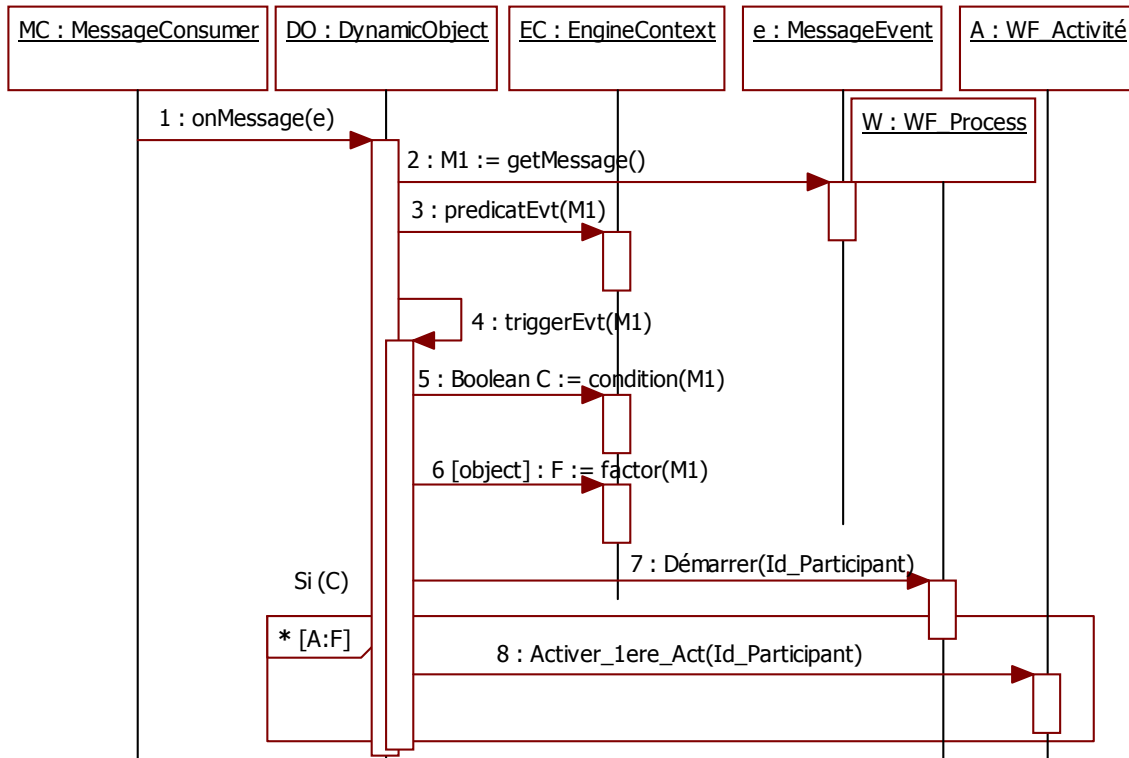 MC : MessageConsumer
DO : DynamicObject
EC : EngineContext
e : MessageEvent
A : WF_Activité
W : WF_Process
1 : onMessage(e)
2 : M1 := getMessage()
3 : predicatEvt(M1)
4 : triggerEvt(M1)
5 : Boolean C := condition(M1)
6 [object] : F := factor(M1)
7 : Démarrer(Id_Participant)
Si (C)
* [A:F]
8 : Activer_1ere_Act(Id_Participant)